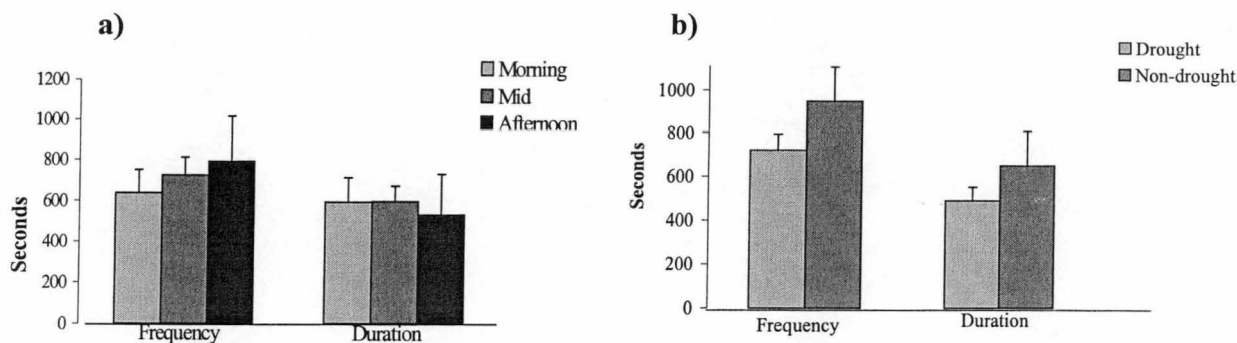 a)
Seconds
1200
1000
800
600
400
200
0
Frequency
Duration
Morning
Mid
Afternoon
b)
Seconds
1000
800
600
400
200
0
Frequency
Duration
Drought
Non-drought